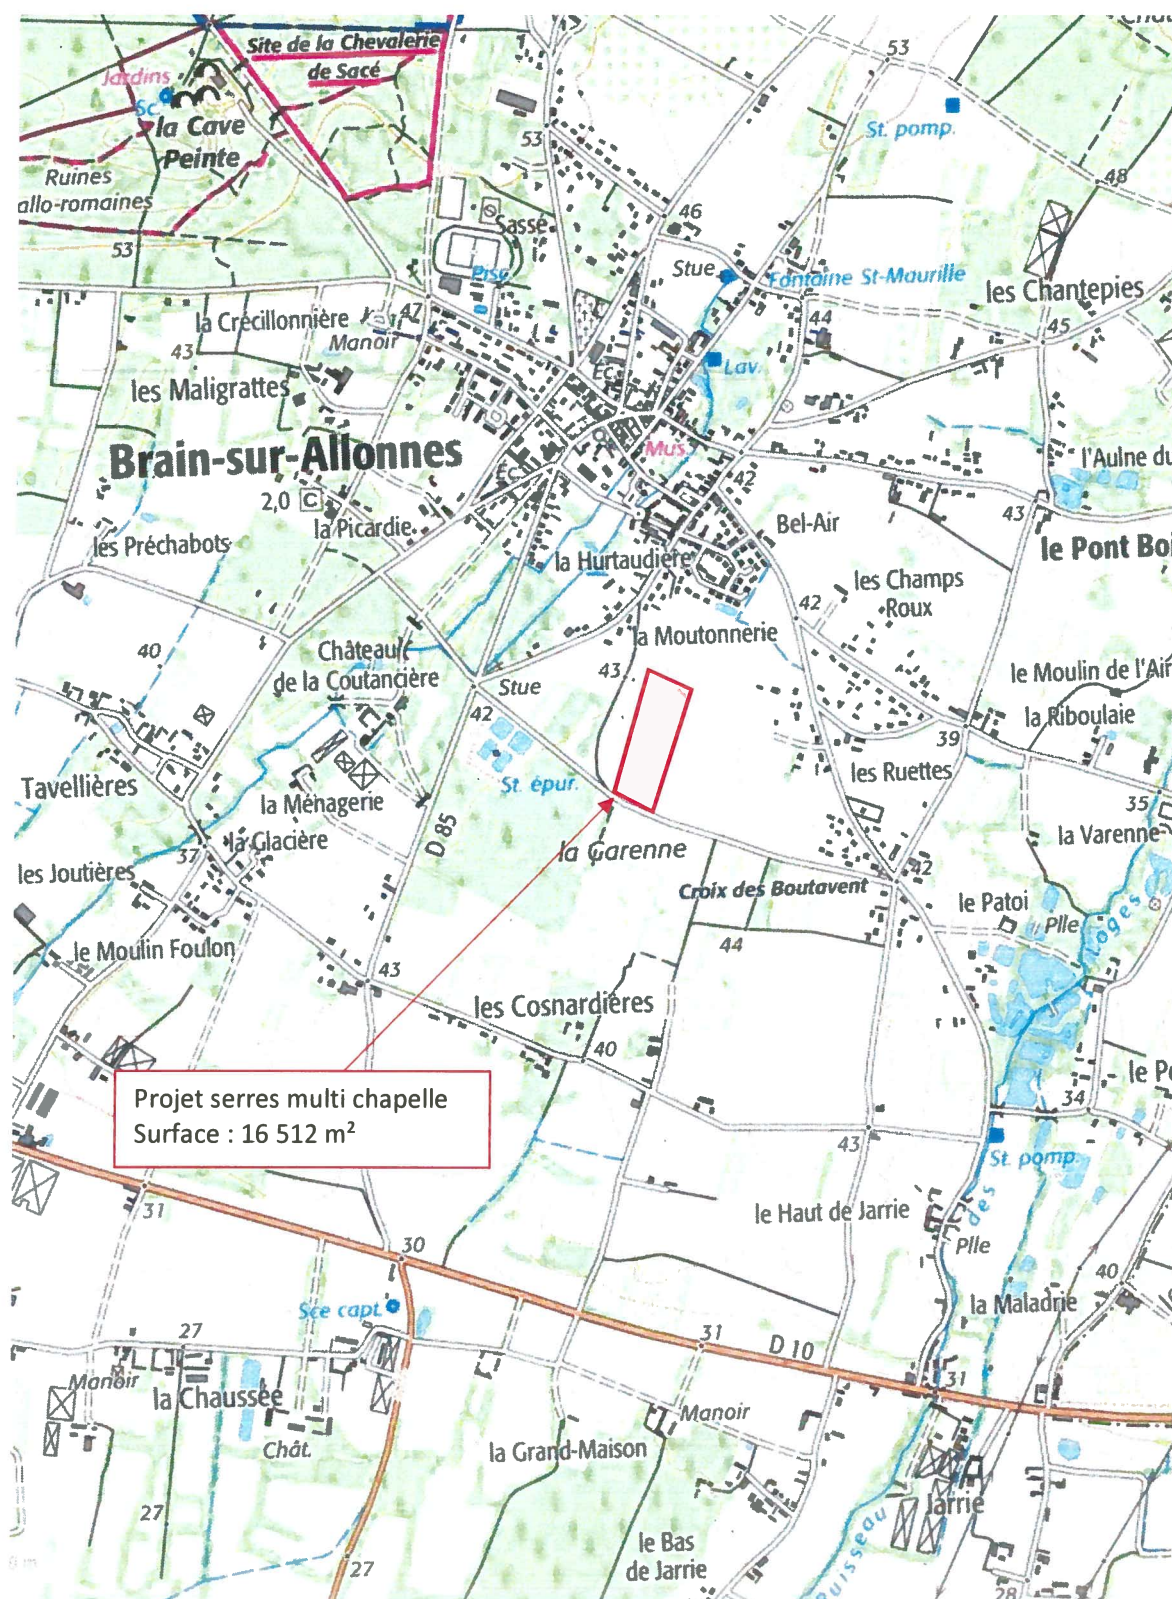 Site de la Chevalerie
de Sacé
Jardins
Sc
la Cave
Peinte
Ruines
allo-romaines
53
53
53
St. pomp.
48
46
Sassé
Pisc.
Stue
Fontaine St-Maurille
les Chantepies
la Crécillonnière
47
Manoir
43
44
45
les Maligrattes
Éc.
Lav.
Brain-sur-Allonnes
Mus.
l'Aulne du
Éc.
42
2,0
C
la Picardie
Bel-Air
43
les Préchabots
le Pont Boi
la Hurtaudière
les Champs
Roux
42
la Moutonnerie
40
Château
de la Coutancière
43
le Moulin de l'Air
Stue
42
la Riboulaie
39
Tavellières
St. épur.
les Ruettes
la Ménagerie
35
D 85
la Glacière
la Varenne
37
la Garenne
les Joutières
Croix des Boutavent
42
le Patoi
Plle
Loges
le Moulin Foulon
44
43
les Cosnardières
40
le P
34
Projet serres multi chapelle
Surface : 16 512 m²
43
St. pomp.
des
31
le Haut de Jarrie
Plle
30
40
Sce capt.
la Maladrie
27
31
D 10
Manoir
la Chaussée
31
Manoir
Chât.
la Grand-Maison
Jarrie
27
le Bas
de Jarrie
Ruisseau
27
28